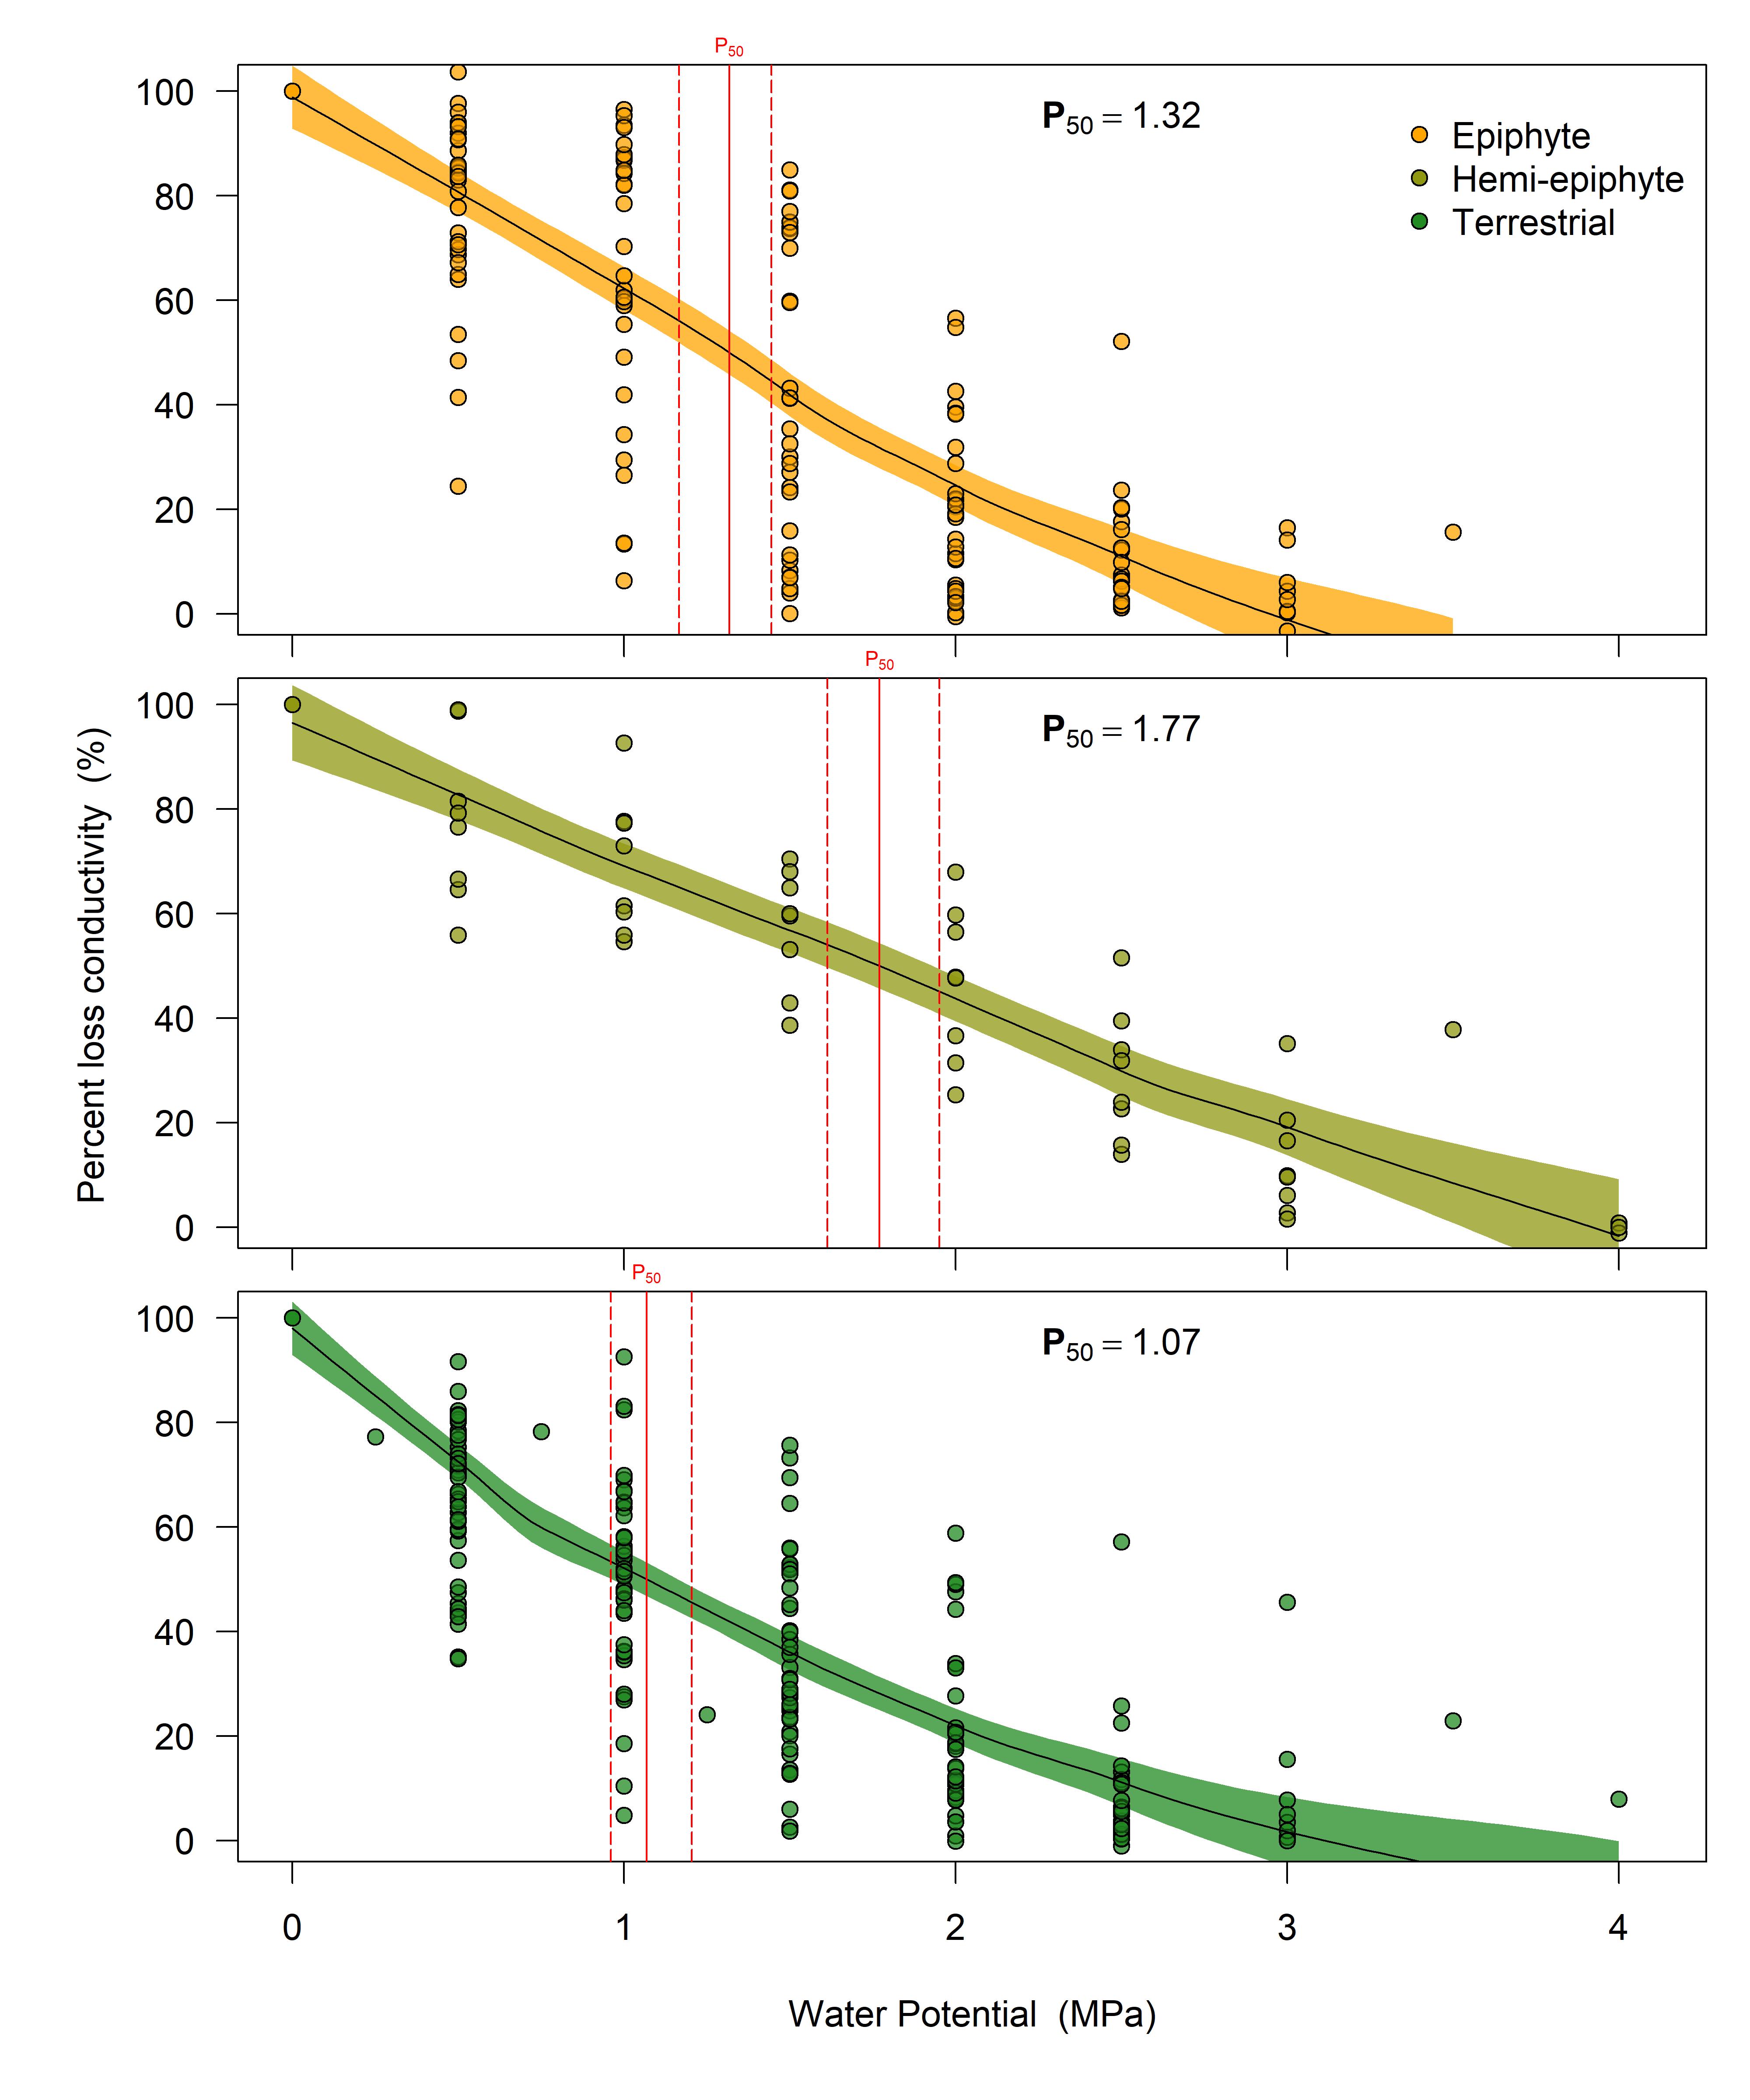 P50
100
80
60
40
20
0
P50 = 1.32
Epiphyte
Hemi-epiphyte
Terrestrial
P50
100
80
60
40
20
0
P50 = 1.77
Percent loss conductivity (%)
P50
100
80
60
40
20
0
P50 = 1.07
0 1 2 3 4
Water Potential (MPa)